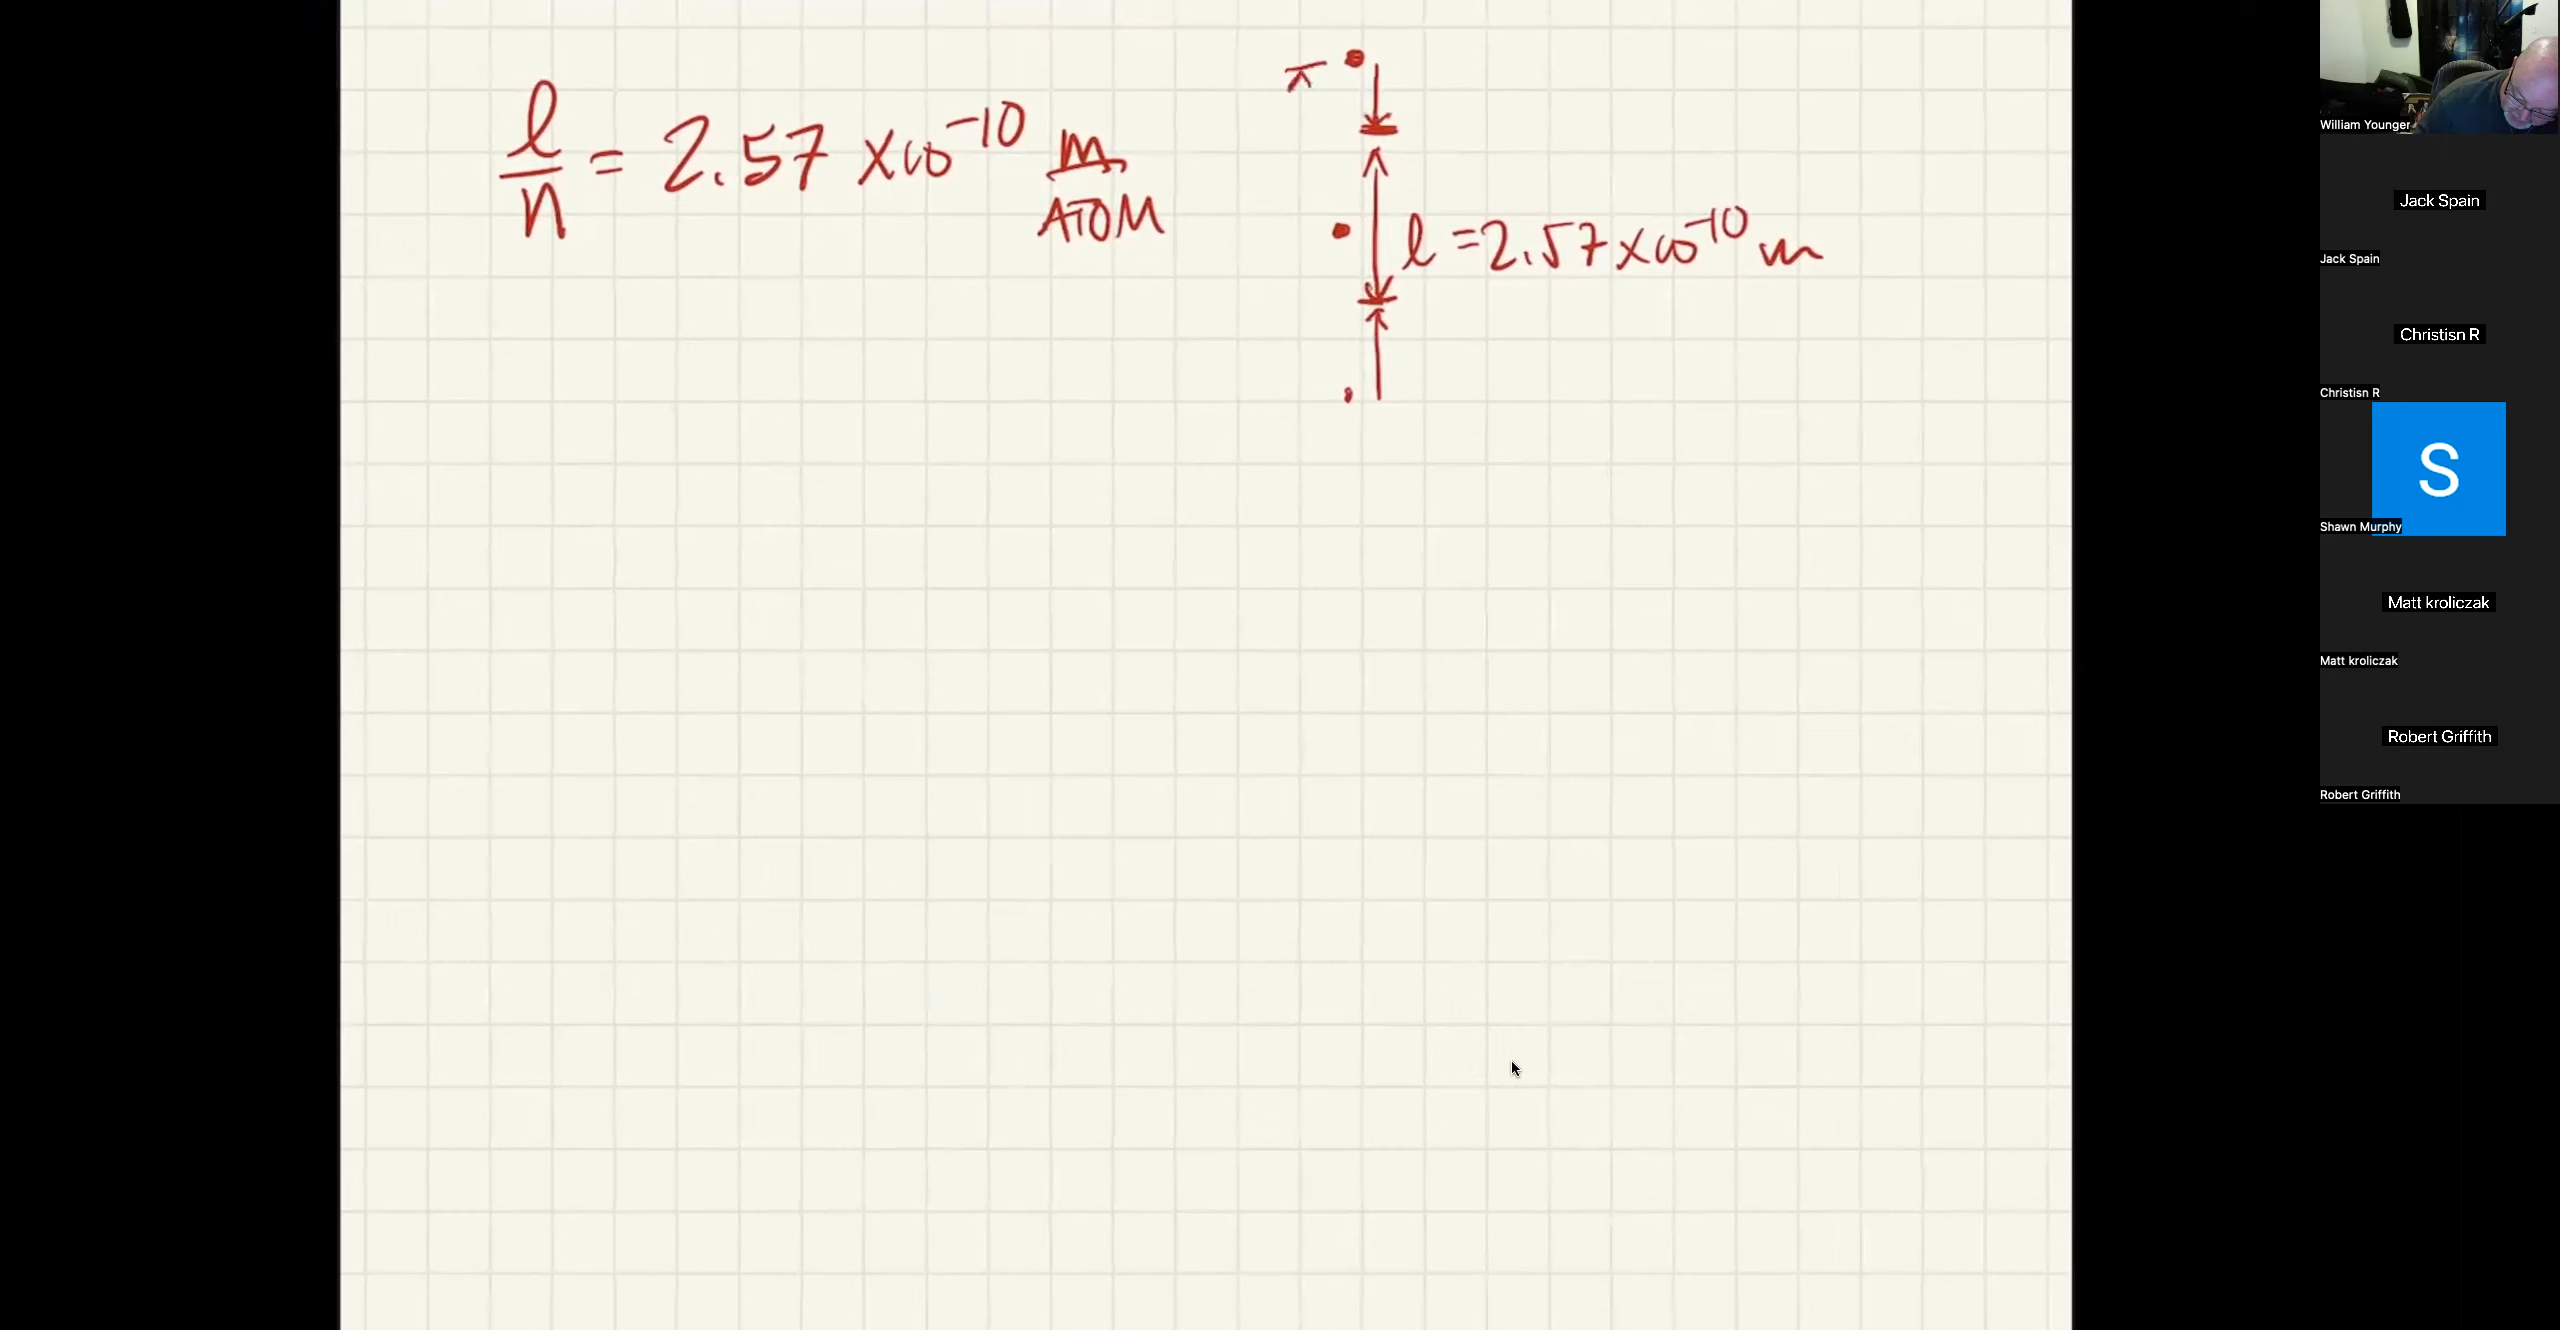 l/n = 2.57 x10^-10 m/ATOM
l = 2.57 x10^-10 m
William Younger
Jack Spain
Jack Spain
Christisn R
Christisn R
S
Shawn Murphy
Matt kroliczak
Matt kroliczak
Robert Griffith
Robert Griffith